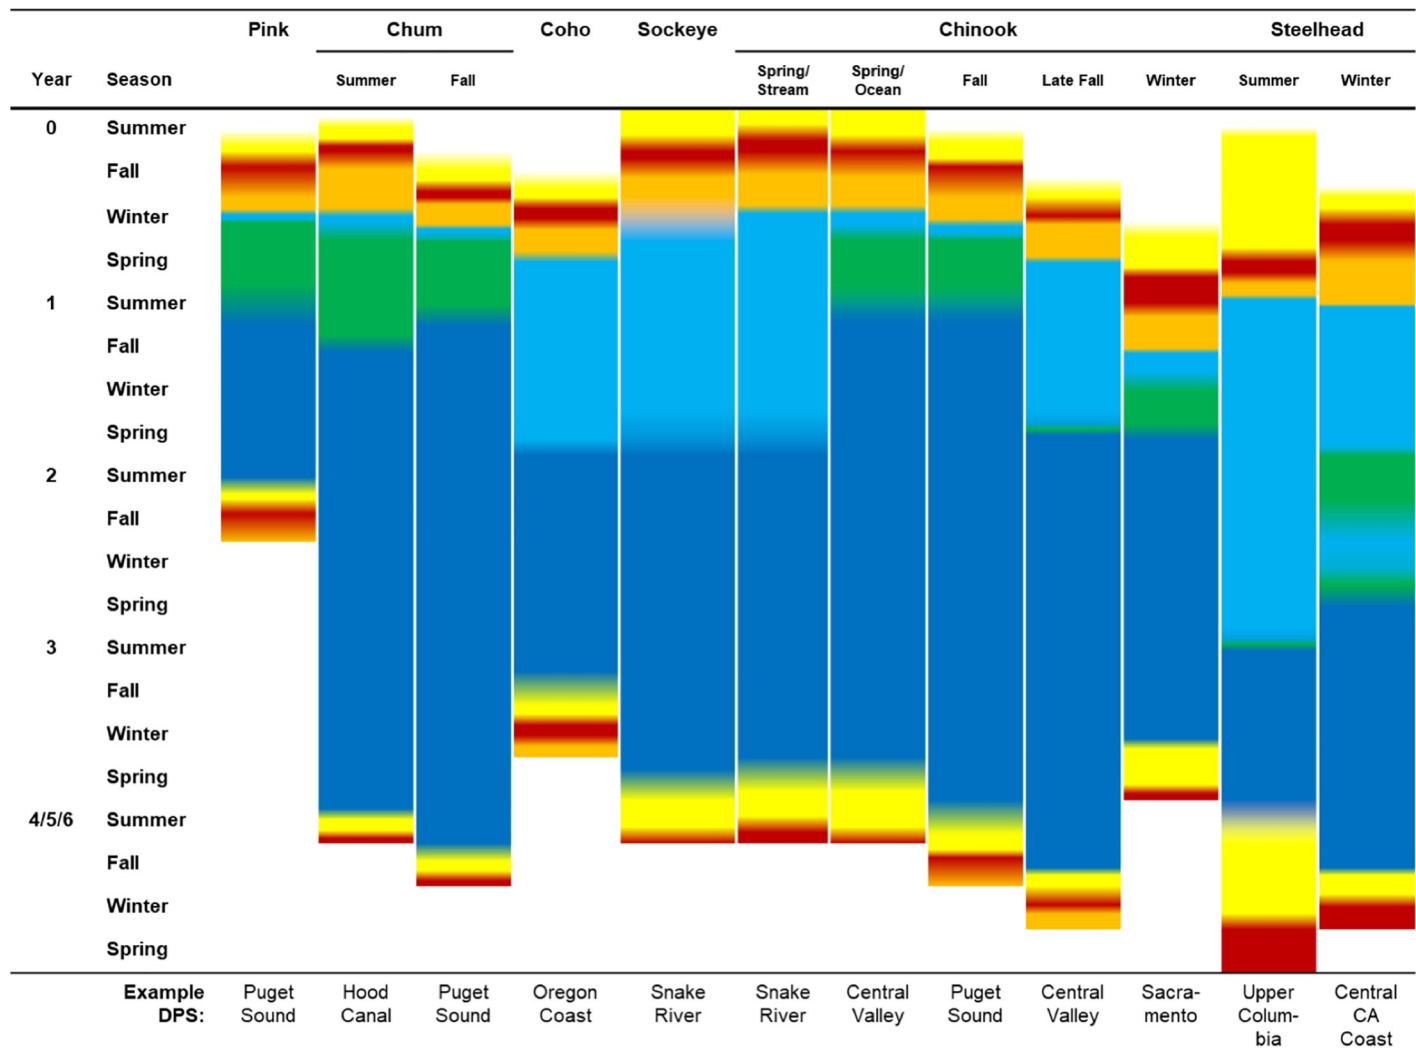 Pink Chum Coho Sockeye Chinook Steelhead
Year Season Summer Fall Spring/ Stream Spring/ Ocean Fall Late Fall Winter Summer Winter
0 Summer
Fall
Winter
Spring
1 Summer
Fall
Winter
Spring
2 Summer
Fall
Winter
Spring
3 Summer
Fall
Winter
Spring
4/5/6 Summer
Fall
Winter
Spring
Example Puget Hood Puget Oregon Snake Snake Central Puget Central Sacra- Upper Central
DPS: Sound Canal Sound Coast River River Valley Sound Valley mento Colum- CA
bia Coast